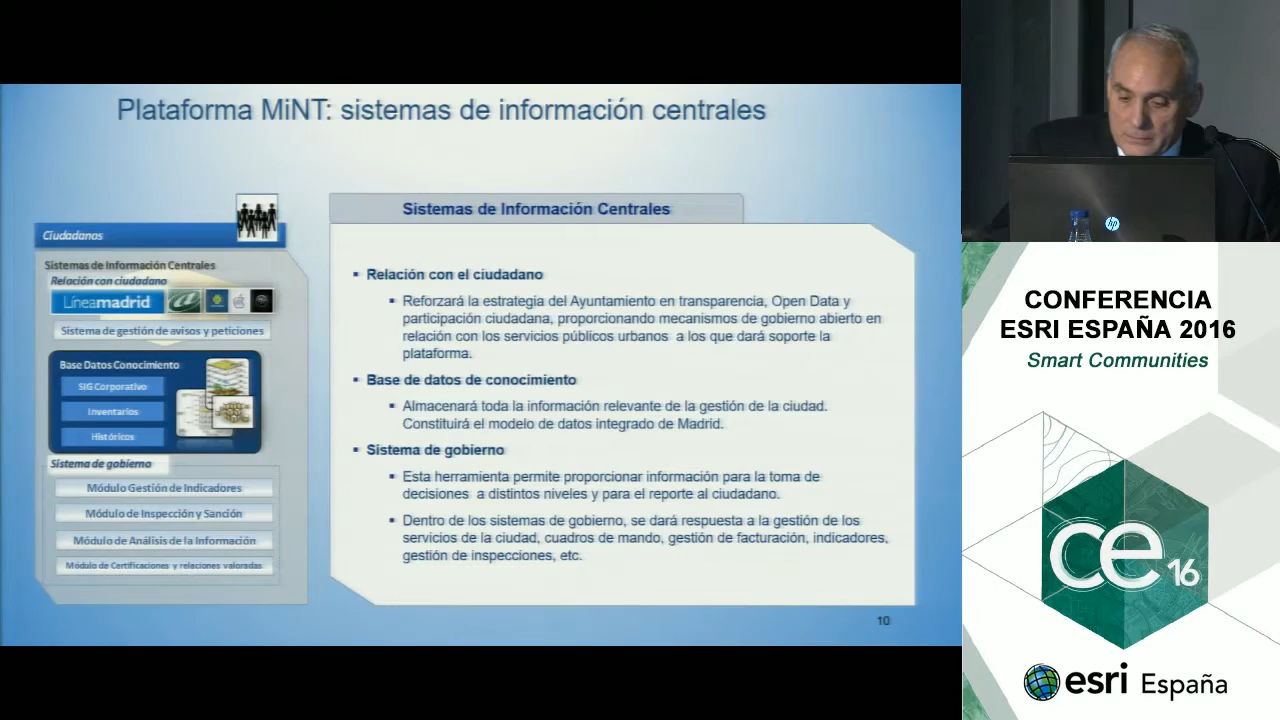 Plataforma MiNT: sistemas de información centrales
Ciudadanos
Sistemas de Información Centrales
Relación con ciudadano
Líneamadrid
@
Sistema de gestión de avisos y peticiones
Base Datos Conocimiento
SIG Corporativo
Inventarios
Históricos
Sistema de gobierno
Módulo Gestión de Indicadores
Módulo de Inspección y Sanción
Módulo de Análisis de la Información
Módulo de Certificaciones y relaciones valoradas
Sistemas de Información Centrales
Relación con el ciudadano
Reforzará la estrategia del Ayuntamiento en transparencia, Open Data y
participación ciudadana, proporcionando mecanismos de gobierno abierto en
relación con los servicios públicos urbanos a los que dará soporte la
plataforma.
Base de datos de conocimiento
Almacenará toda la información relevante de la gestión de la ciudad.
Constituirá el modelo de datos integrado de Madrid.
Sistema de gobierno
Esta herramienta permite proporcionar información para la toma de
decisiones a distintos niveles y para el reporte al ciudadano.
Dentro de los sistemas de gobierno, se dará respuesta a la gestión de los
servicios de la ciudad, cuadros de mando, gestión de facturación, indicadores,
gestión de inspecciones, etc.
10
hp
CONFERENCIA
ESRI ESPAÑA 2016
Smart Communities
ce16
esri España